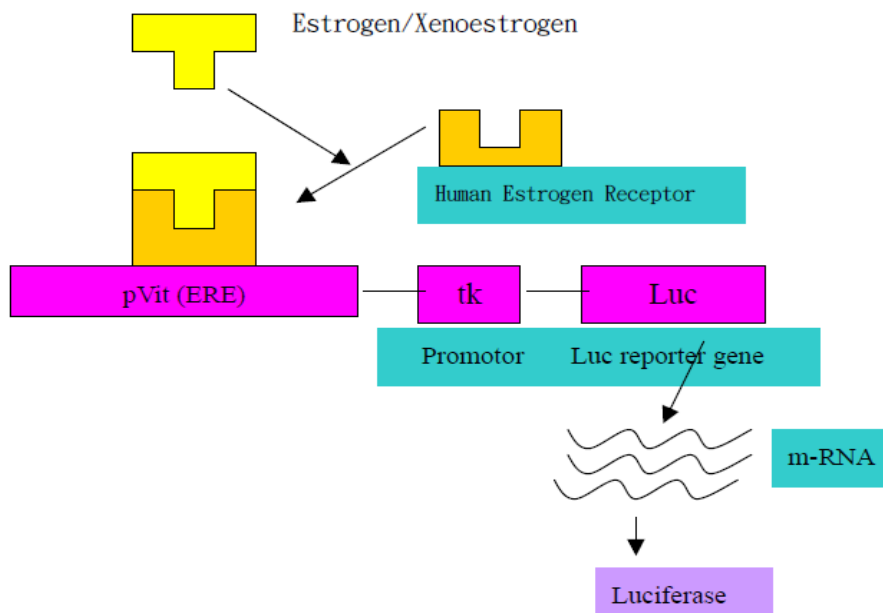 Estrogen/Xenoestrogen
Human Estrogen Receptor
pVit (ERE)
tk
Luc
Promotor
Luc reporter gene
m-RNA
Luciferase